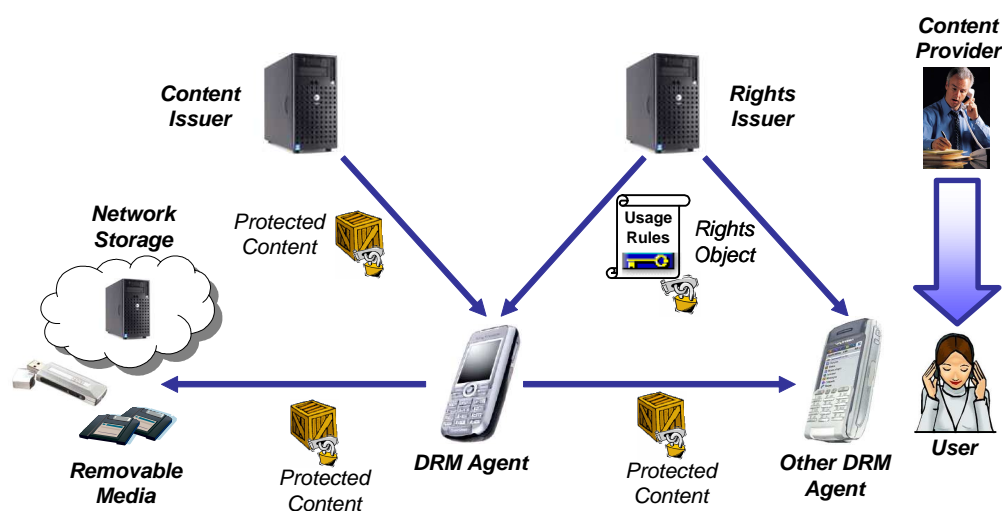 Content
Provider
Content
Issuer
Rights
Issuer
Network
Storage
Protected
Content
Usage
Rules
Rights
Object
Removable
Media
Protected
Content
DRM Agent
Protected
Content
Other DRM
Agent
User